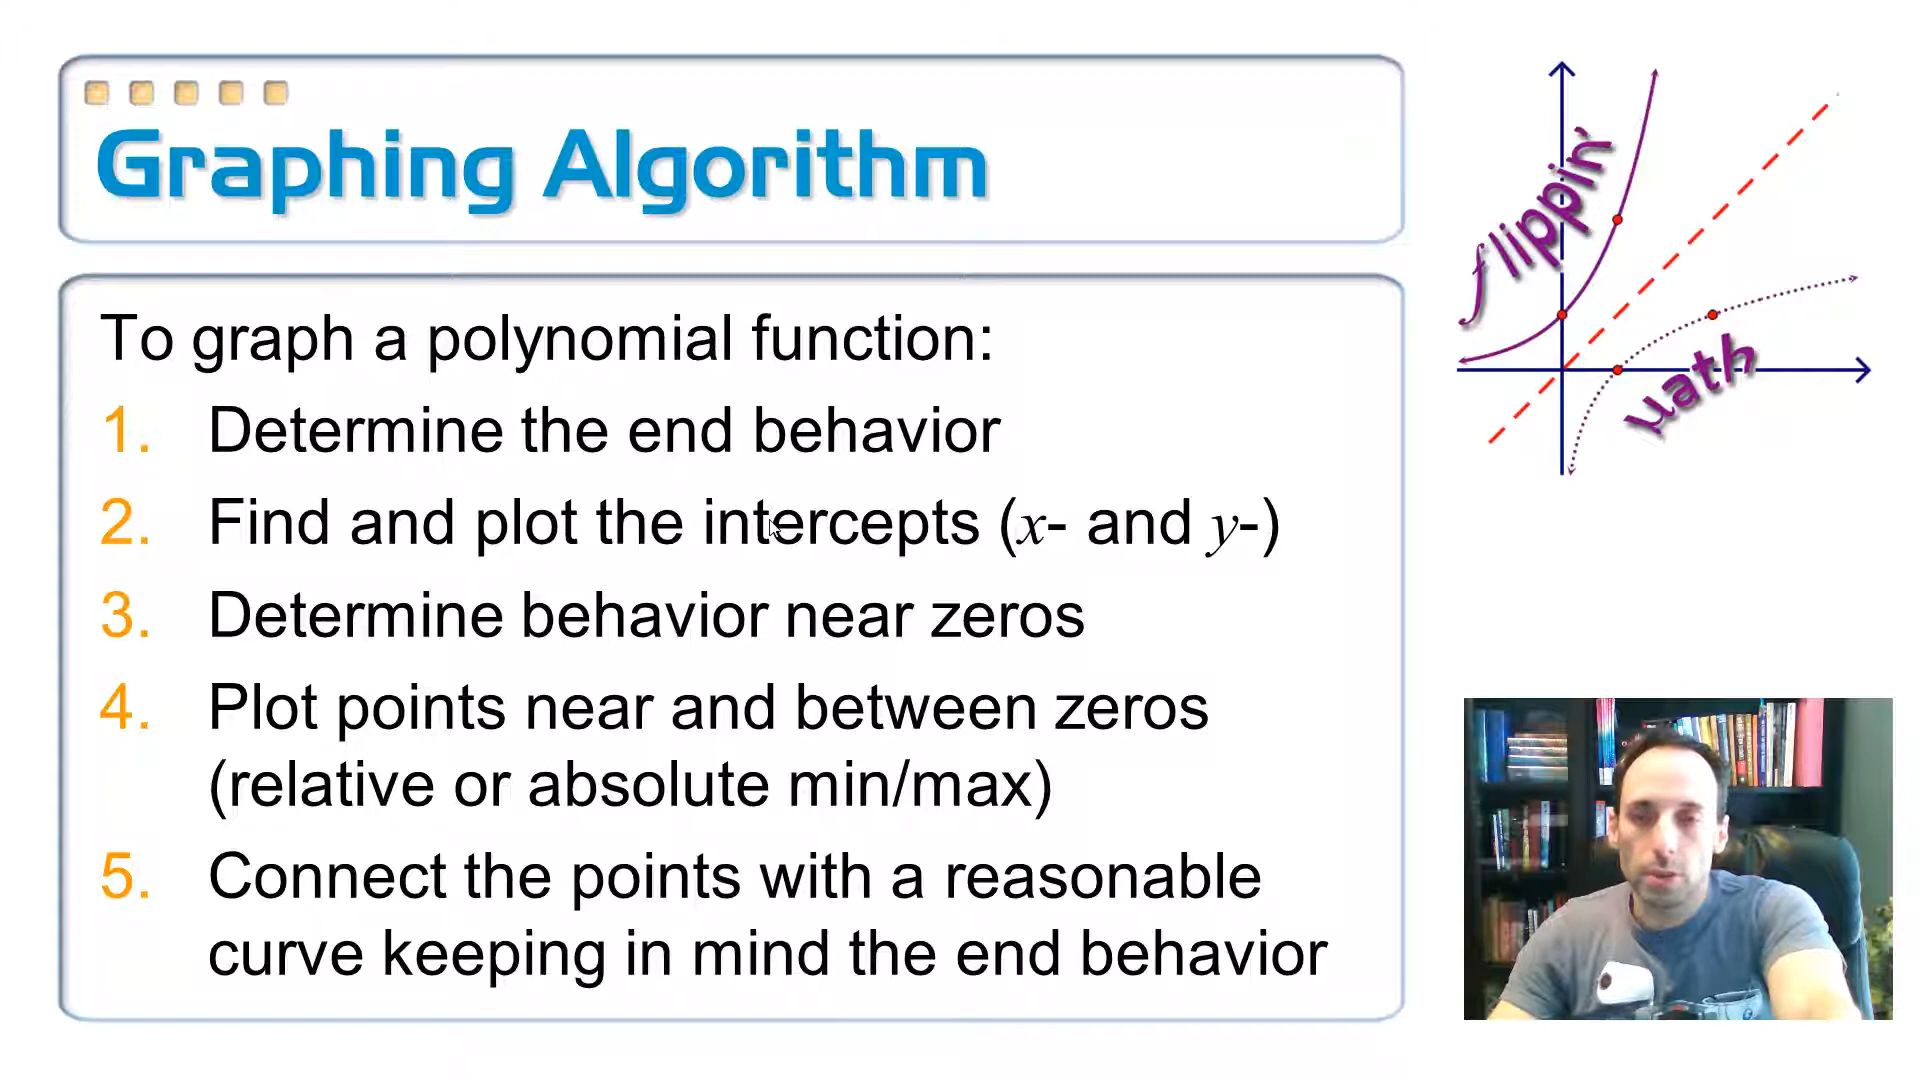 Graphing Algorithm
To graph a polynomial function:
1. Determine the end behavior
2. Find and plot the intercepts (x- and y-)
3. Determine behavior near zeros
4. Plot points near and between zeros
(relative or absolute min/max)
5. Connect the points with a reasonable
curve keeping in mind the end behavior
flippin'
μath